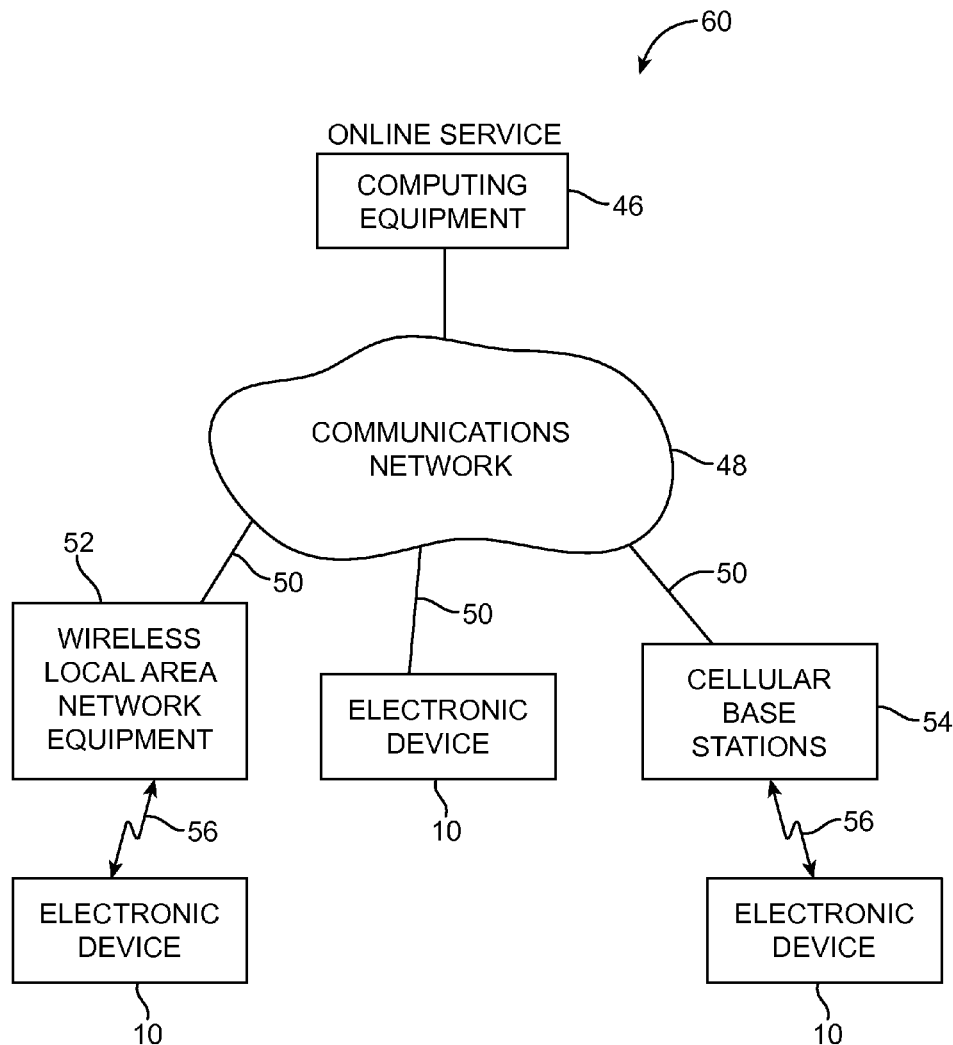 60
ONLINE SERVICE
COMPUTING
EQUIPMENT
46
COMMUNICATIONS
NETWORK
48
52
50
50
50
WIRELESS
LOCAL AREA
NETWORK
EQUIPMENT
ELECTRONIC
DEVICE
CELLULAR
BASE
STATIONS
54
56
10
56
ELECTRONIC
DEVICE
ELECTRONIC
DEVICE
10
10